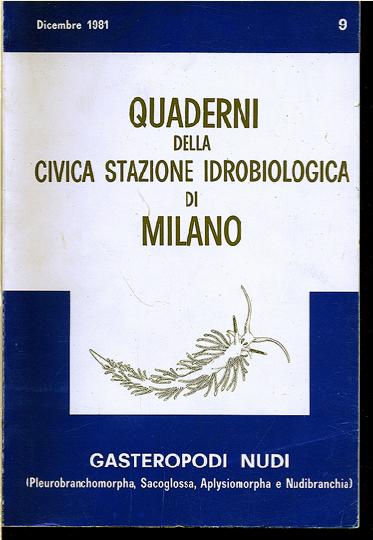 Dicembre 1981 9
QUADERNI
DELLA
CIVICA STAZIONE IDROBIOLOGICA
DI
MILANO
GASTEROPODI NUDI
(Pleurobranchomorpha, Sacoglossa, Aplysiomorpha e Nudibranchia)